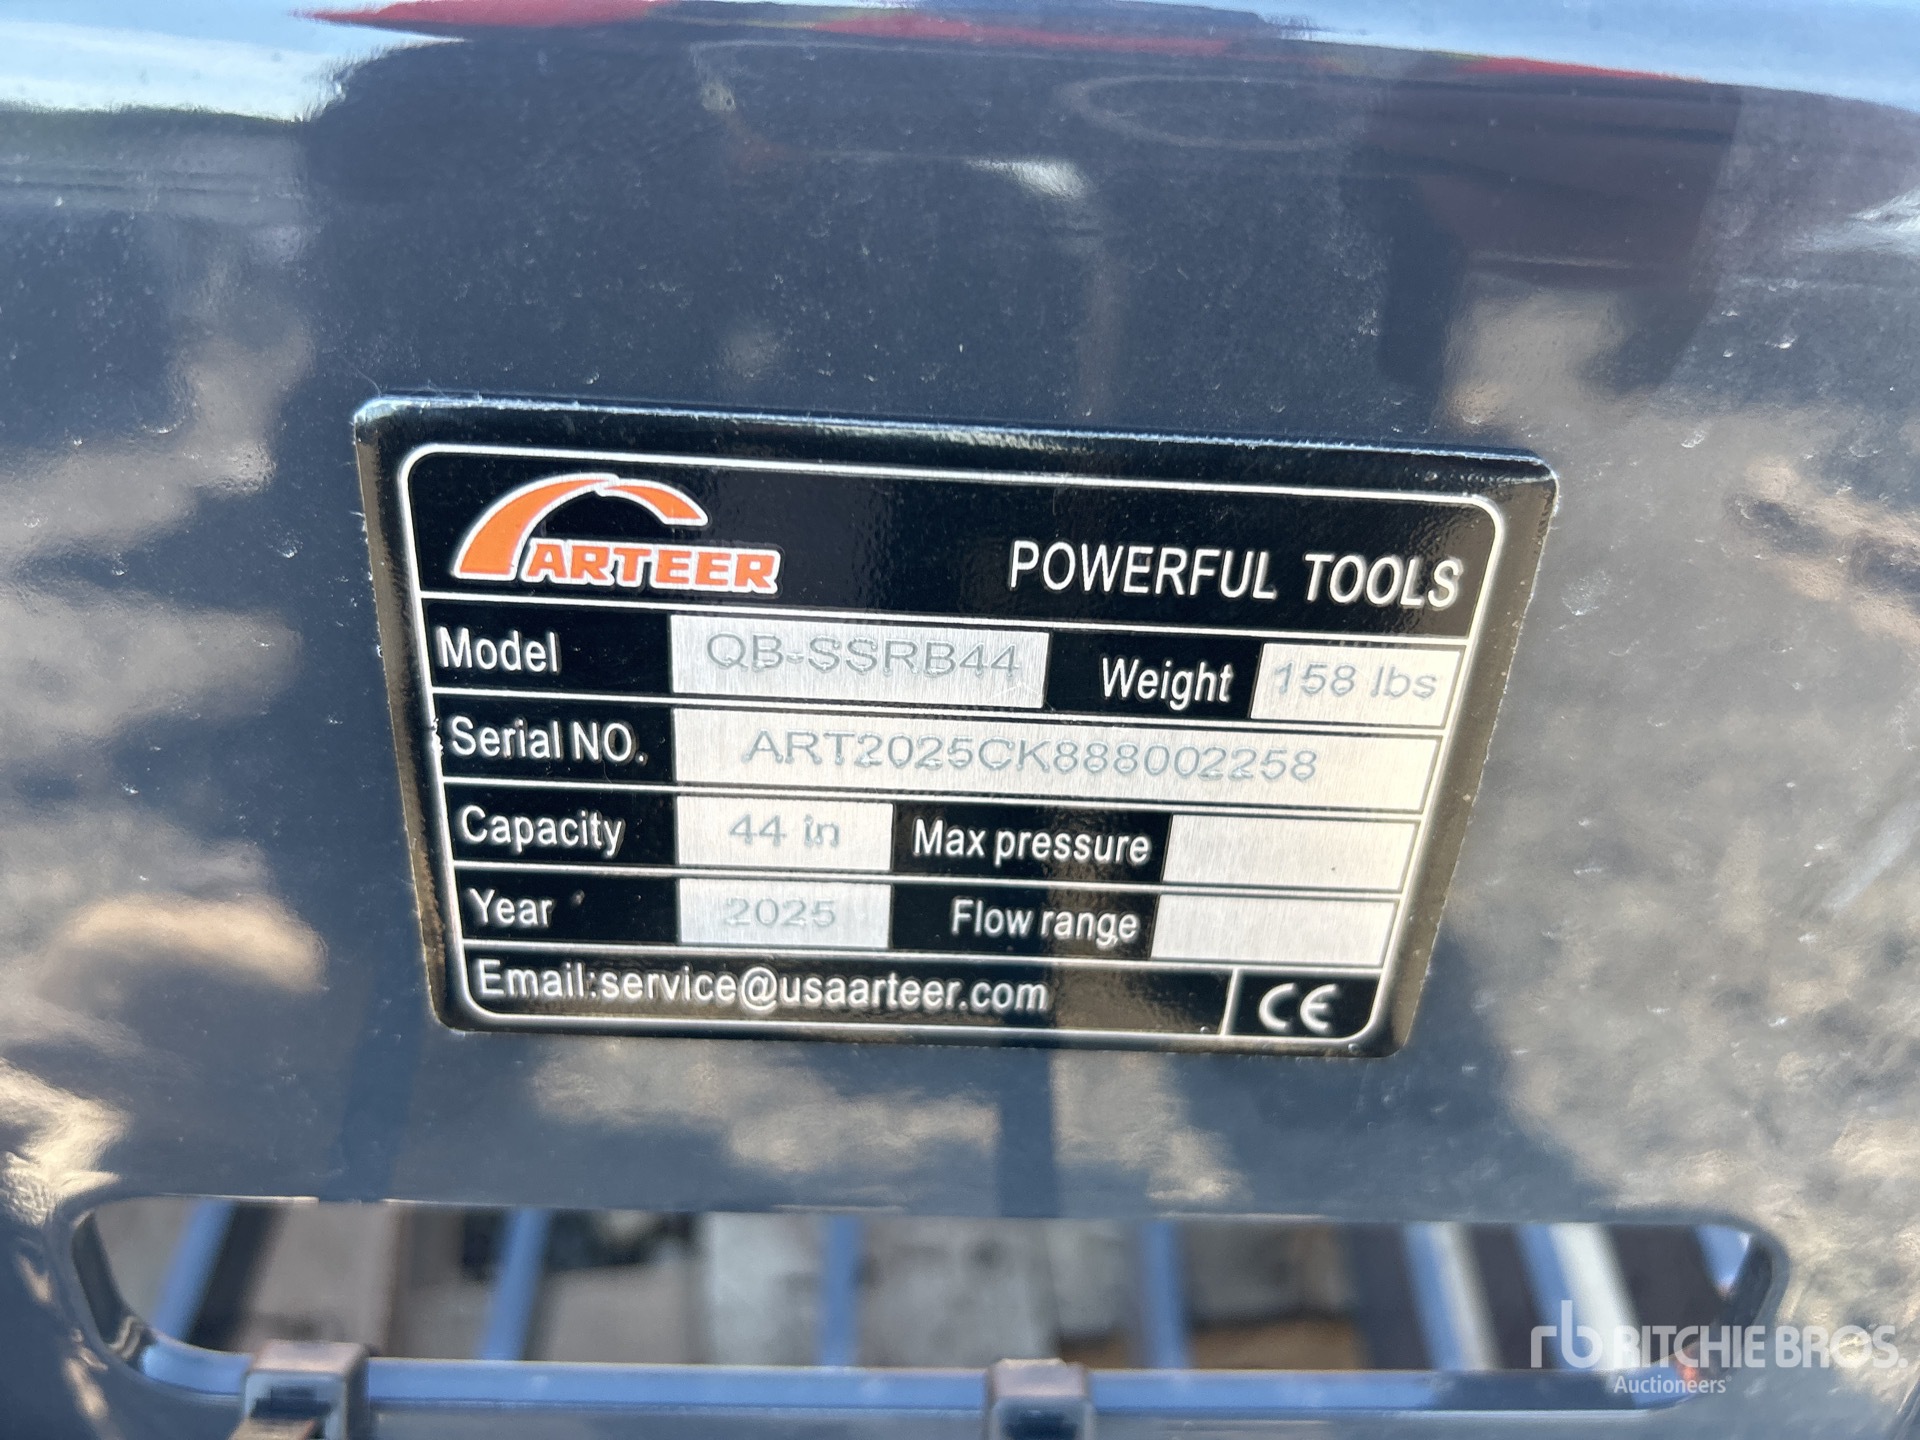 ARTEER POWERFUL TOOLS
Model QB-SSRB44 Weight 158 lbs
Serial NO. ART2025CK888002258
Capacity 44 in Max pressure
Year 2025 Flow range
Email:service@usaarteer.com CE
rb RITCHIE BROS.
Auctioneers